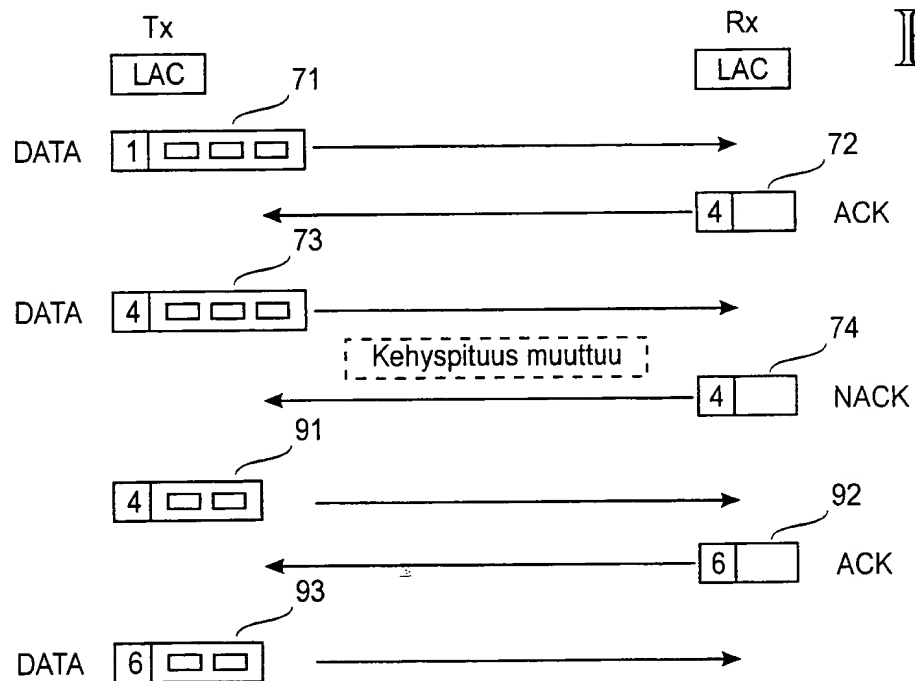 Tx Rx
LAC LAC
71
DATA 1
72
4 ACK
73
DATA 4
Kehyspituus muuttuu
74
4 NACK
91
4
92
6 ACK
93
DATA 6